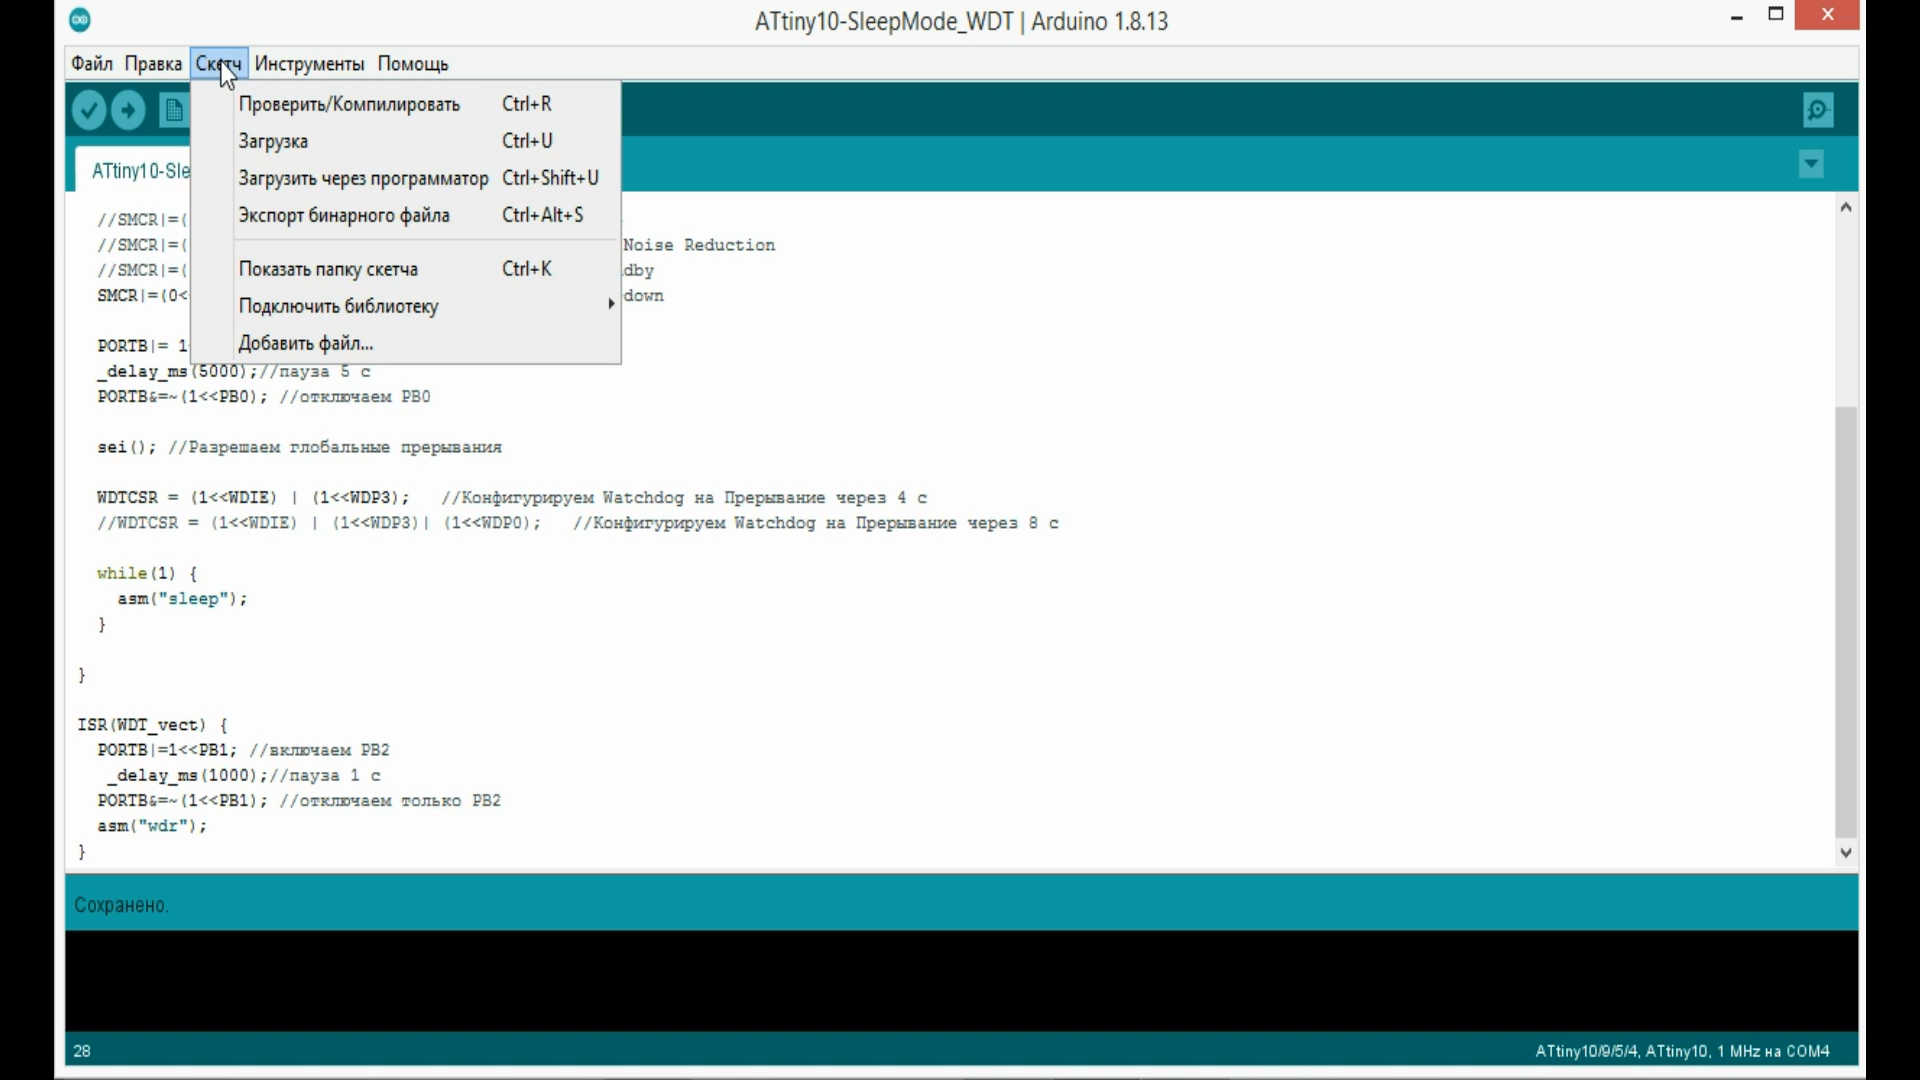 ATtiny10-SleepMode_WDT | Arduino 1.8.13
Файл Правка Скетч Инструменты Помощь
Проверить/Компилировать Ctrl+R
Загрузка Ctrl+U
Загрузить через программатор Ctrl+Shift+U
Экспорт бинарного файла Ctrl+Alt+S
Показать папку скетча Ctrl+K
Подключить библиотеку
Добавить файл...
ATtiny10-Sle
//SMCR|=(
//SMCR|=( Noise Reduction
//SMCR|=( dby
SMCR|=(0< down
PORTB|= 1
_delay_ms(5000);//пауза 5 с
PORTB&=~(1<<PB0); //отключаем PB0
sei(); //Разрешаем глобальные прерывания
WDTCSR = (1<<WDIE) | (1<<WDP3); //Конфигурируем Watchdog на Прерывание через 4 с
//WDTCSR = (1<<WDIE) | (1<<WDP3)| (1<<WDP0); //Конфигурируем Watchdog на Прерывание через 8 с
while(1) {
asm("sleep");
}
}
ISR(WDT_vect) {
PORTB|=1<<PB1; //включаем PB2
_delay_ms(1000);//пауза 1 с
PORTB&=~(1<<PB1); //отключаем только PB2
asm("wdr");
}
Сохранено.
28
ATtiny10/9/5/4, ATtiny10, 1 MHz на COM4